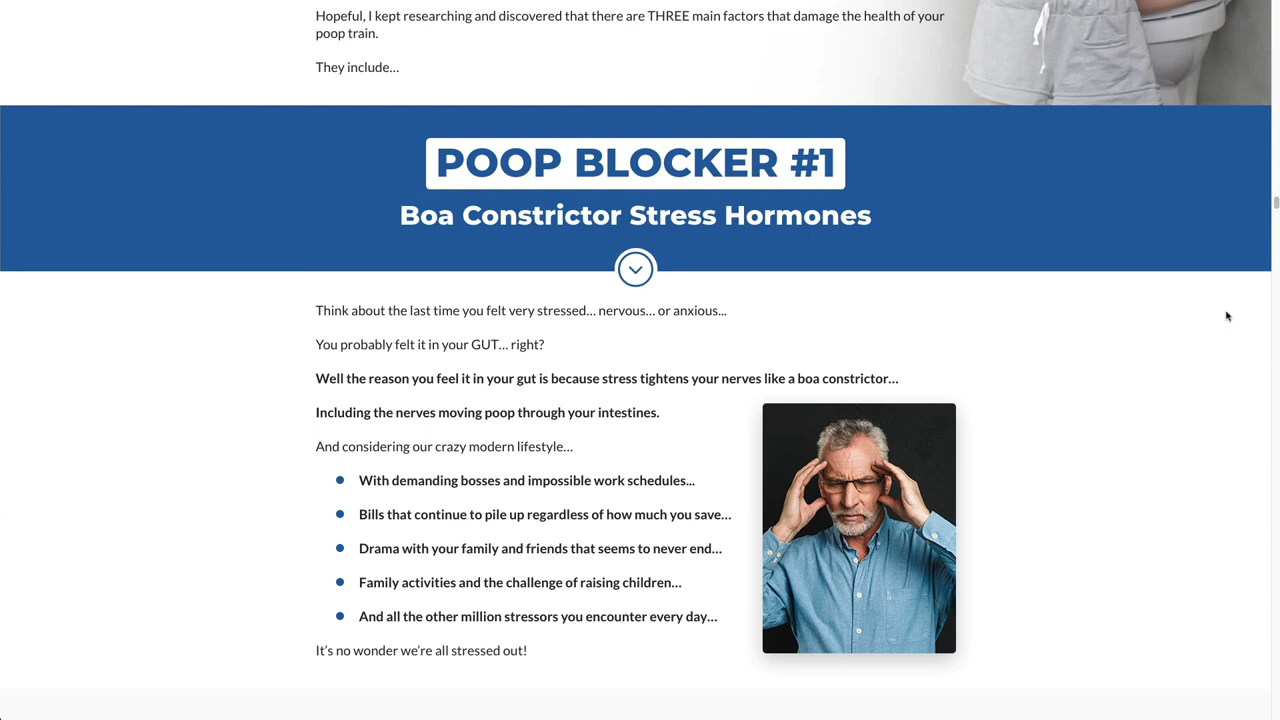 Hopeful, I kept researching and discovered that there are THREE main factors that damage the health of your
poop train.
They include…
POOP BLOCKER #1
Boa Constrictor Stress Hormones
Think about the last time you felt very stressed… nervous… or anxious...
You probably felt it in your GUT… right?
Well the reason you feel it in your gut is because stress tightens your nerves like a boa constrictor…
Including the nerves moving poop through your intestines.
And considering our crazy modern lifestyle…
With demanding bosses and impossible work schedules...
Bills that continue to pile up regardless of how much you save…
Drama with your family and friends that seems to never end…
Family activities and the challenge of raising children…
And all the other million stressors you encounter every day…
It’s no wonder we’re all stressed out!